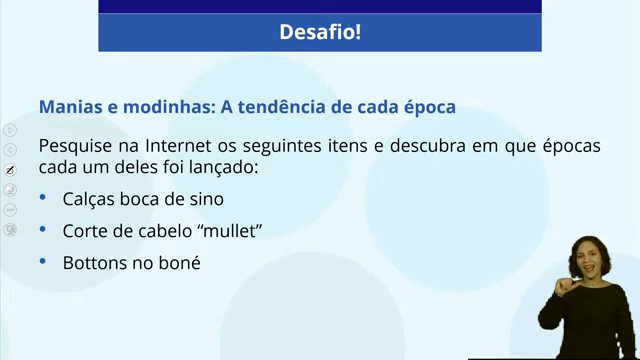 Desafio!
Manias e modinhas: A tendência de cada época
Pesquise na Internet os seguintes itens e descubra em que épocas
cada um deles foi lançado:
• Calças boca de sino
• Corte de cabelo “mullet”
• Bottons no boné